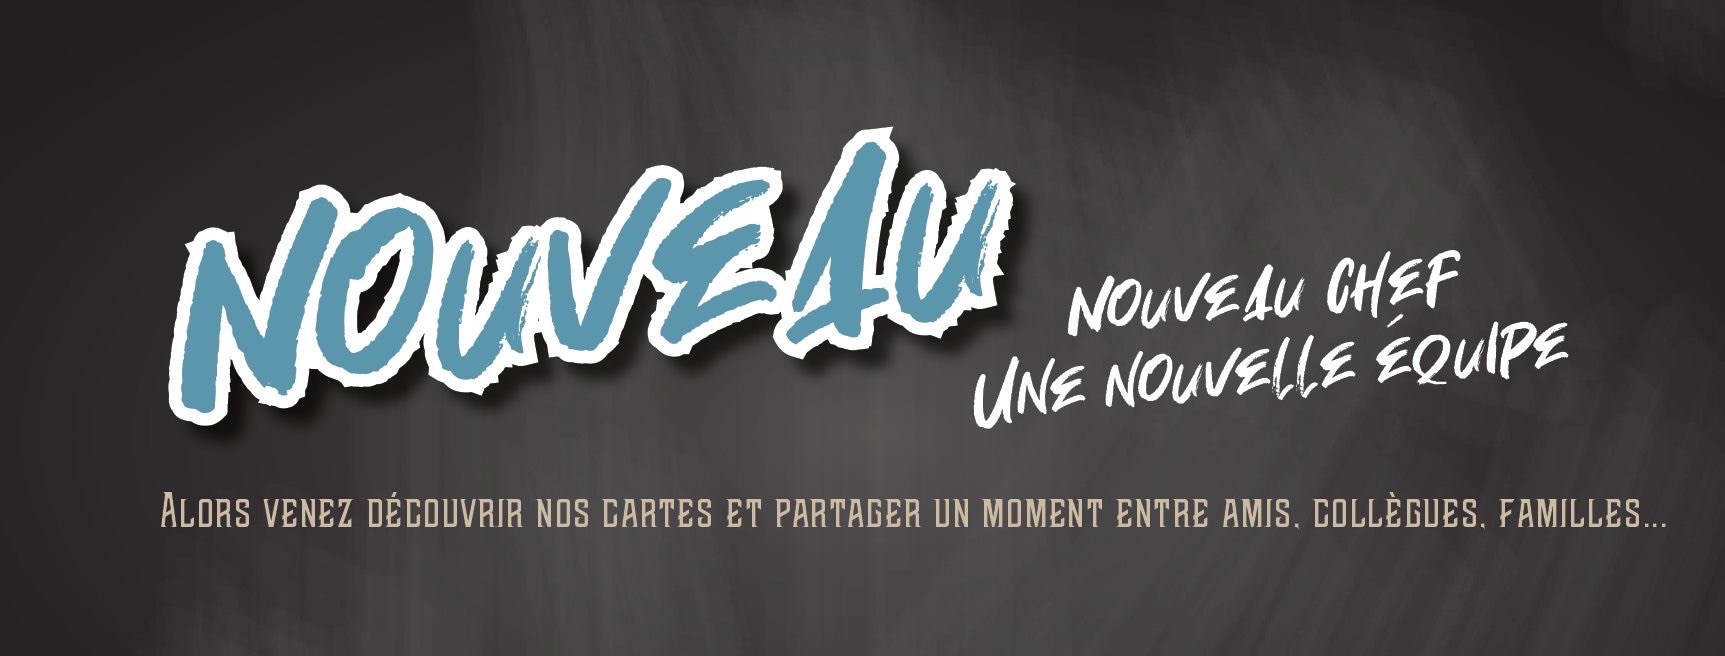 NOUVEAU
NOUVEAU CHEF
UNE NOUVELLE ÉQUIPE
ALORS VENEZ DÉCOUVRIR NOS CARTES ET PARTAGER UN MOMENT ENTRE AMIS, COLLÈGUES, FAMILLES...